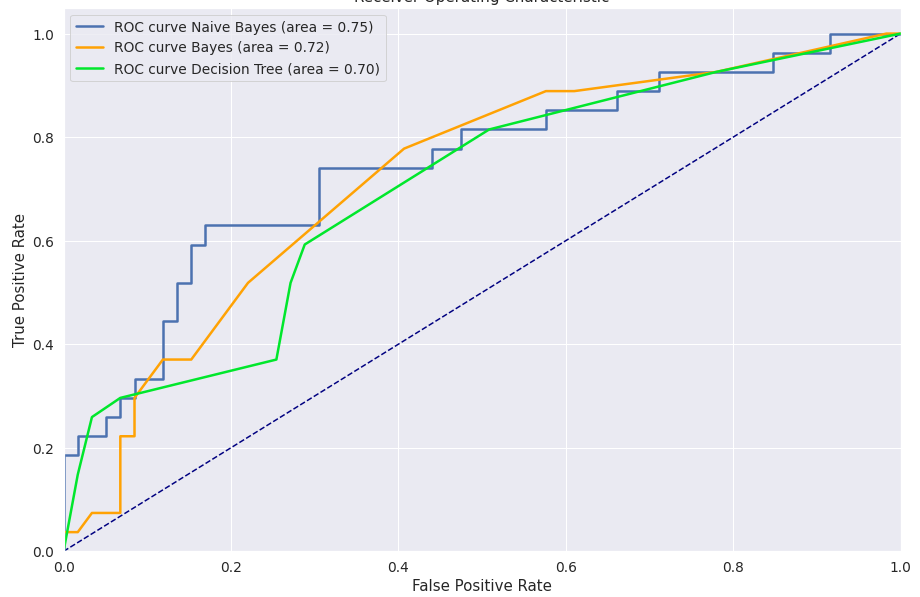 Receiver Operating Characteristic
ROC curve Naive Bayes (area = 0.75)
ROC curve Bayes (area = 0.72)
ROC curve Decision Tree (area = 0.70)
1.0
0.8
0.6
0.4
0.2
0.0
True Positive Rate
0.0 0.2 0.4 0.6 0.8 1.0
False Positive Rate